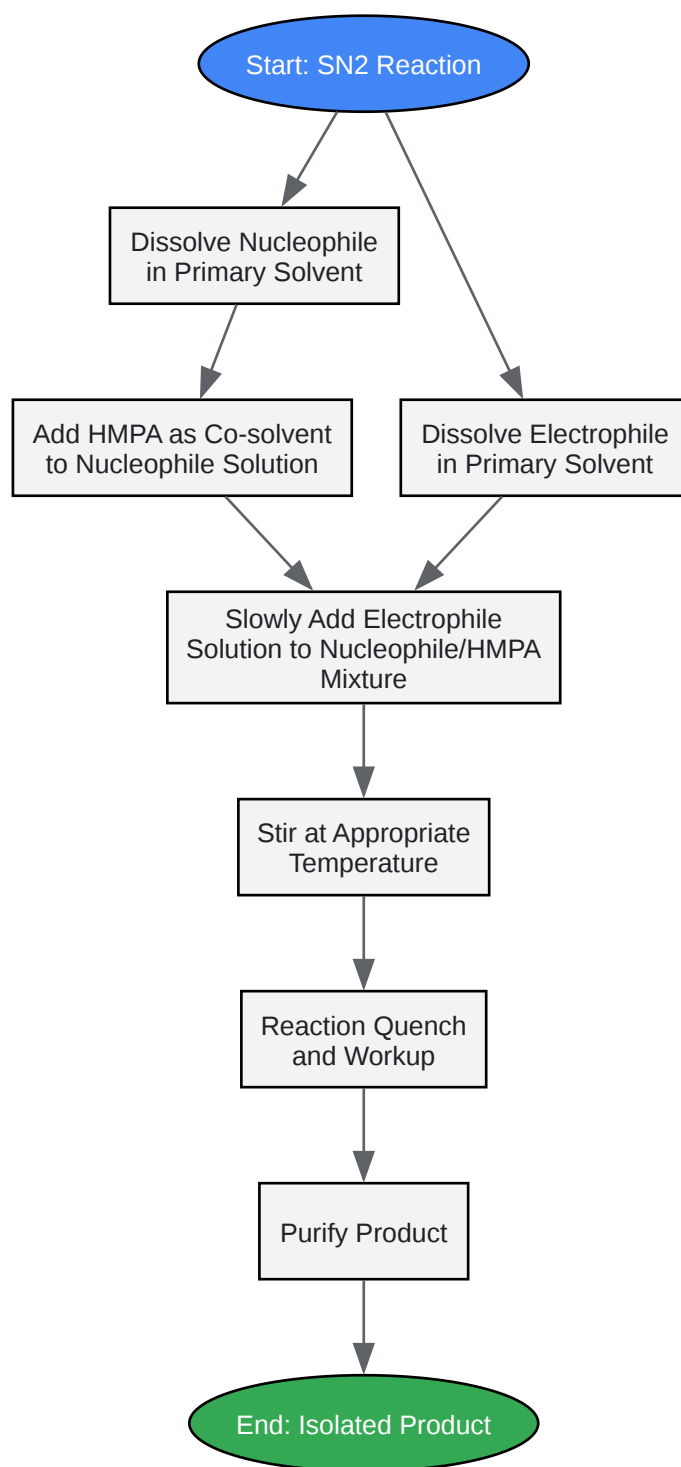 Start: SN2 Reaction
Dissolve Nucleophile
in Primary Solvent
Add HMPA as Co-solvent
to Nucleophile Solution
Dissolve Electrophile
in Primary Solvent
Slowly Add Electrophile
Solution to Nucleophile/HMPA
Mixture
Stir at Appropriate
Temperature
Reaction Quench
and Workup
Purify Product
End: Isolated Product